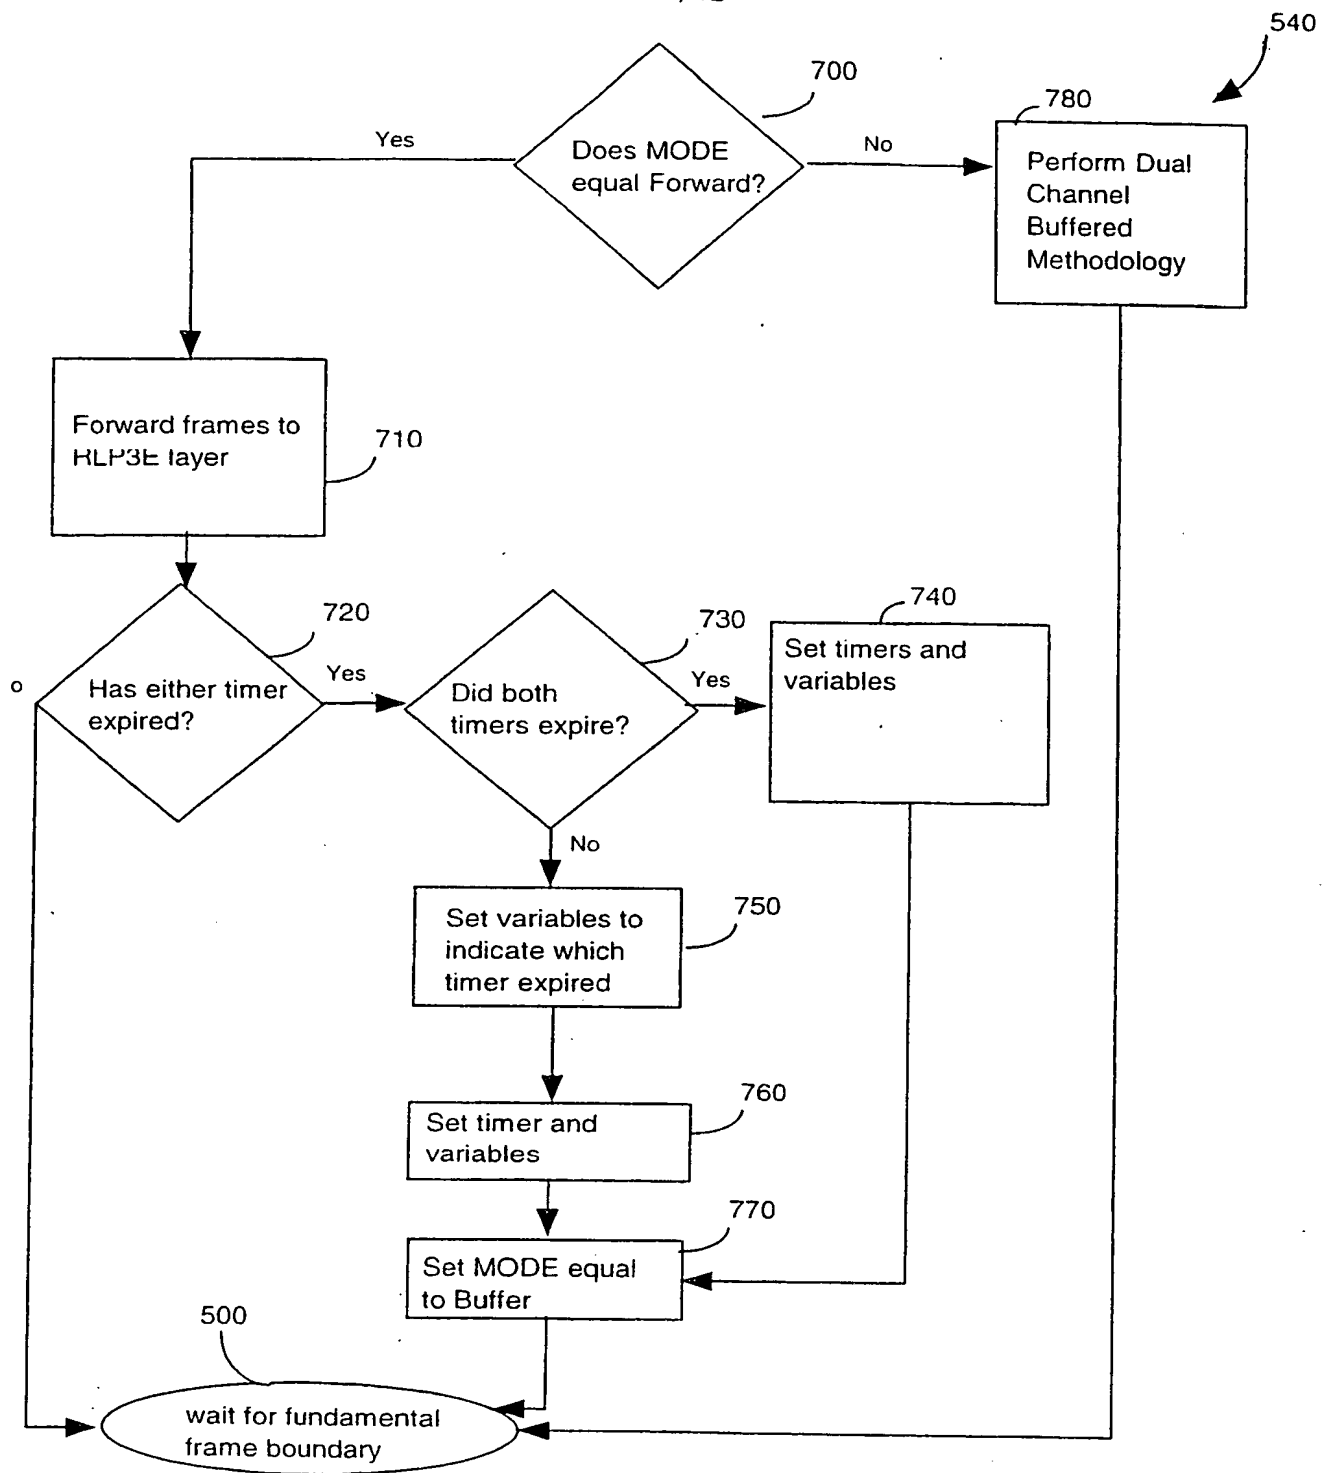 540
700
780
Yes
Does MODE
equal Forward?
No
Perform Dual
Channel
Buffered
Methodology
Forward frames to
RLP3E layer
710
720
730
740
o
Has either timer
expired?
Yes
Did both
timers expire?
Yes
Set timers and
variables
No
Set variables to
indicate which
timer expired
750
760
Set timer and
variables
770
Set MODE equal
to Buffer
500
wait for fundamental
frame boundary